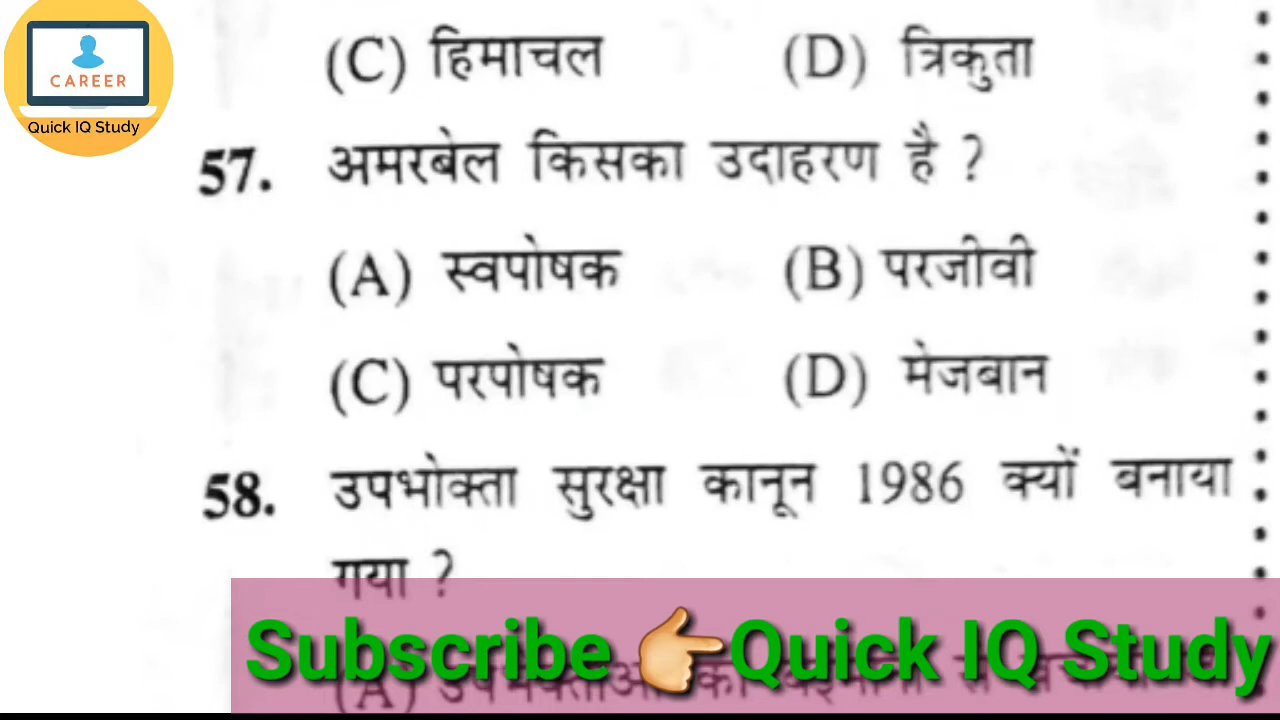 CAREER
Quick IQ Study
(C) हिमाचल (D) त्रिकुता
57. अमरबेल किसका उदाहरण है ?
(A) स्वपोषक (B) परजीवी
(C) परपोषक (D) मेजबान
58. उपभोक्ता सुरक्षा कानून 1986 क्यों बनाया
गया ?
Subscribe Quick IQ Study
(A)